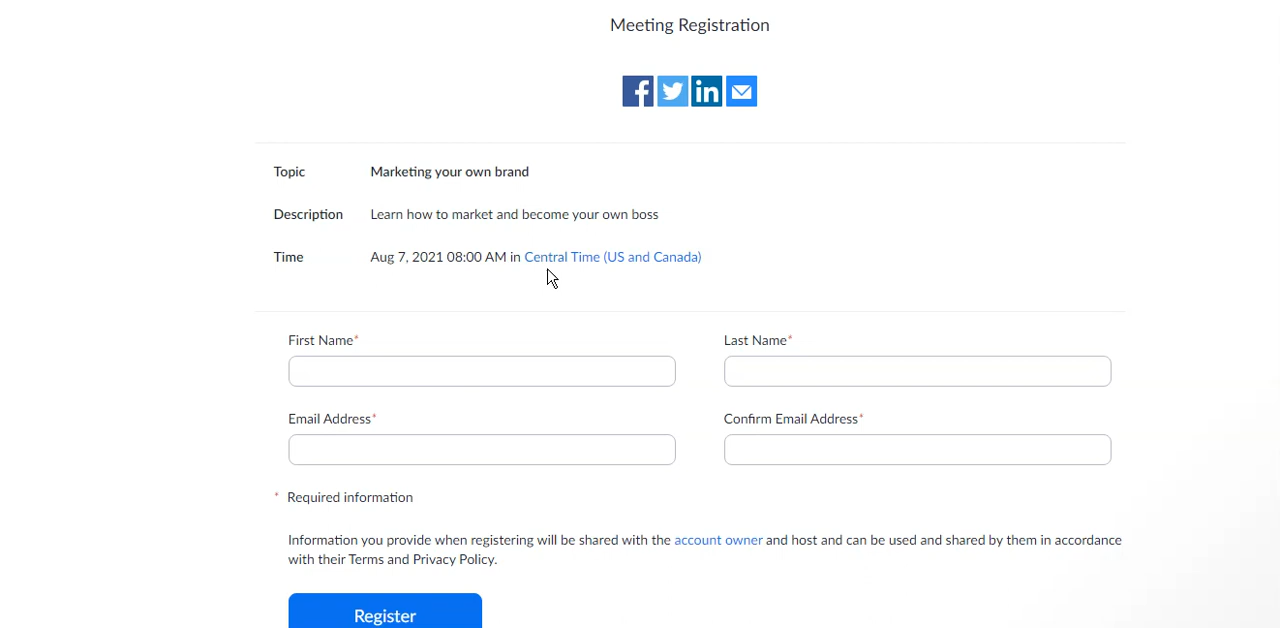 Meeting Registration
f in
Topic Marketing your own brand
Description Learn how to market and become your own boss
Time Aug 7, 2021 08:00 AM in Central Time (US and Canada)
First Name* Last Name*
Email Address* Confirm Email Address*
* Required information
Information you provide when registering will be shared with the account owner and host and can be used and shared by them in accordance
with their Terms and Privacy Policy.
Register